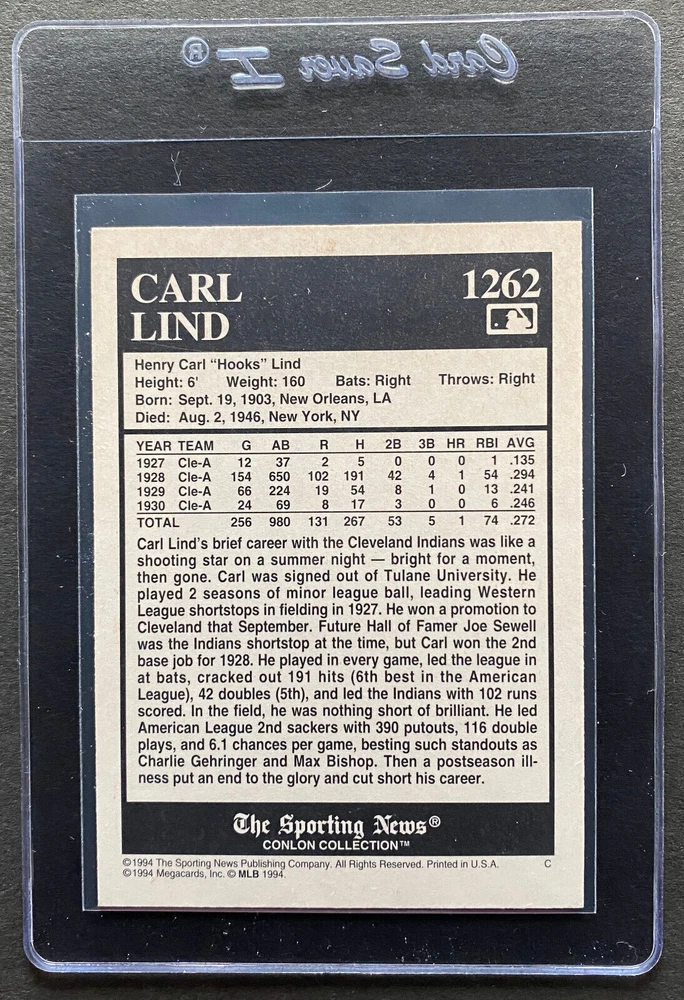 Card Saver I®
CARL 1262
LIND
Henry Carl "Hooks" Lind
Height: 6' Weight: 160 Bats: Right Throws: Right
Born: Sept. 19, 1903, New Orleans, LA
Died: Aug. 2, 1946, New York, NY
YEAR TEAM G AB R H 2B 3B HR RBI AVG
1927 Cle-A 12 37 2 5 0 0 0 1 .135
1928 Cle-A 154 650 102 191 42 4 1 54 .294
1929 Cle-A 66 224 19 54 8 1 0 13 .241
1930 Cle-A 24 69 8 17 3 0 0 6 .246
TOTAL 256 980 131 267 53 5 1 74 .272
Carl Lind's brief career with the Cleveland Indians was like a
shooting star on a summer night — bright for a moment,
then gone. Carl was signed out of Tulane University. He
played 2 seasons of minor league ball, leading Western
League shortstops in fielding in 1927. He won a promotion to
Cleveland that September. Future Hall of Famer Joe Sewell
was the Indians shortstop at the time, but Carl won the 2nd
base job for 1928. He played in every game, led the league in
at bats, cracked out 191 hits (6th best in the American
League), 42 doubles (5th), and led the Indians with 102 runs
scored. In the field, he was nothing short of brilliant. He led
American League 2nd sackers with 390 putouts, 116 double
plays, and 6.1 chances per game, besting such standouts as
Charlie Gehringer and Max Bishop. Then a postseason ill-
ness put an end to the glory and cut short his career.
The Sporting News®
CONLON COLLECTION™
©1994 The Sporting News Publishing Company. All Rights Reserved. Printed in U.S.A. C
©1994 Megacards, Inc. © MLB 1994.